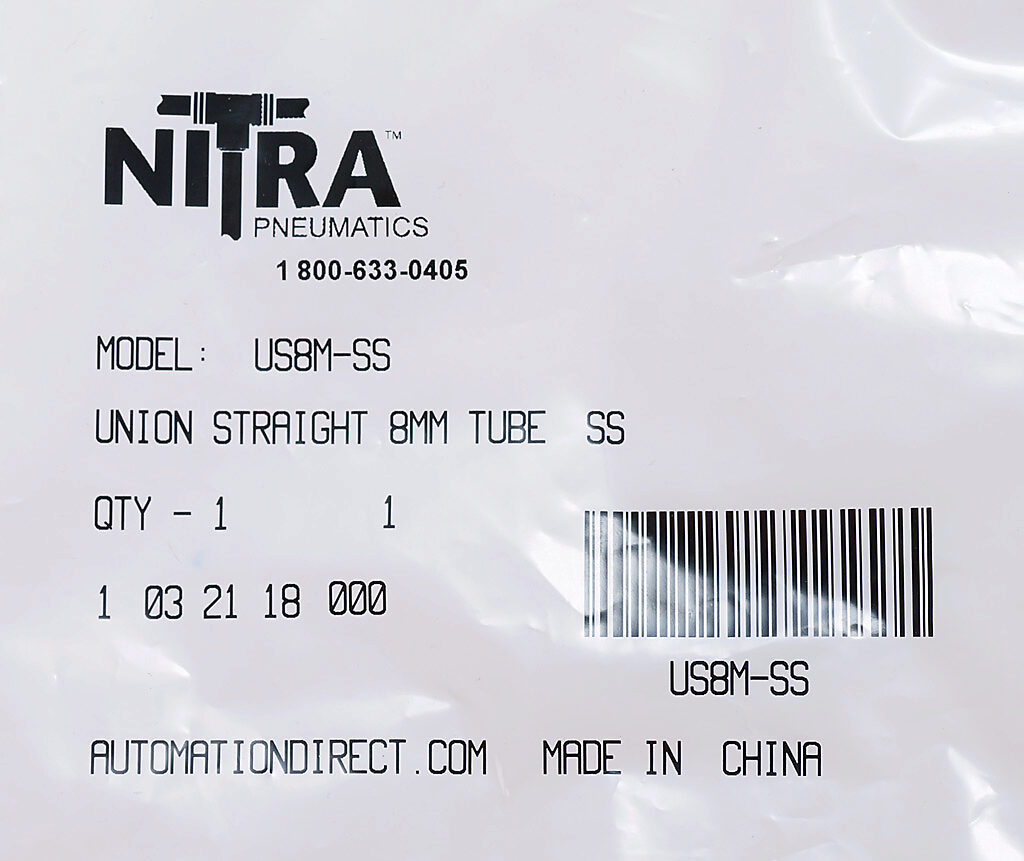 NITRA™
PNEUMATICS
1 800-633-0405
MODEL: US8M-SS
UNION STRAIGHT 8MM TUBE SS
QTY - 1 1
1 03 21 18 000
US8M-SS
AUTOMATIONDIRECT.COM MADE IN CHINA